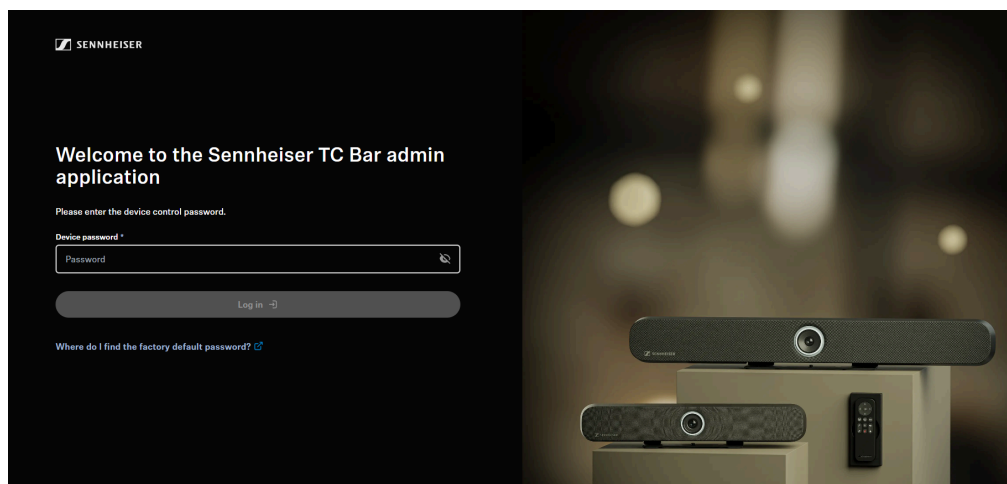 SENNHEISER
Welcome to the Sennheiser TC Bar admin
application
Please enter the device control password.
Device password *
Password
Log in
Where do I find the factory default password?
SENNHEISER